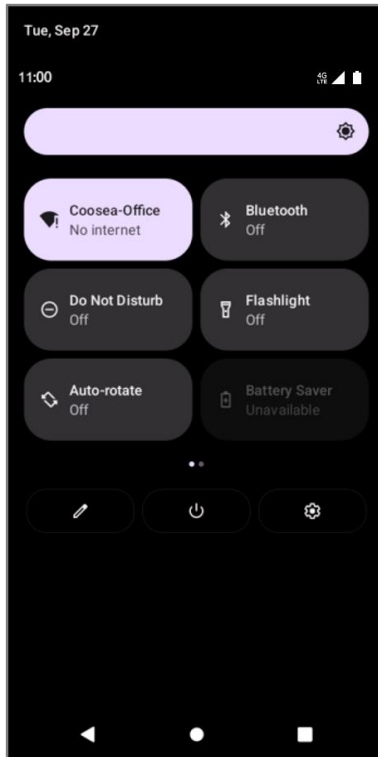 Tue, Sep 27
11:00
4G
LTE
Coosea-Office
No internet
Bluetooth
Off
Do Not Disturb
Off
Flashlight
Off
Auto-rotate
Off
Battery Saver
Unavailable